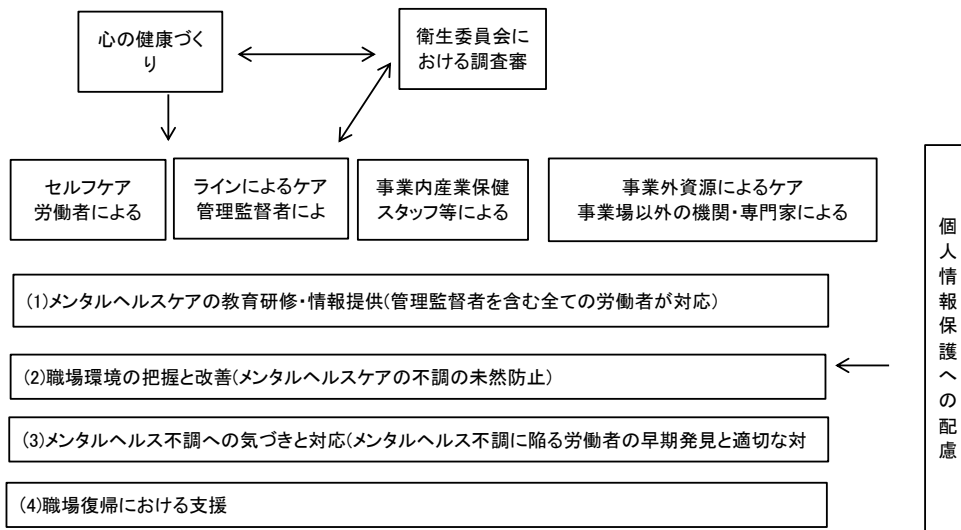 心の健康づく
り
衛生委員会に
おける調査審
セルフケア
労働者による
ラインによるケア
管理監督者によ
事業内産業保健
スタッフ等による
事業外資源によるケア
事業場以外の機関・専門家による
個人情報保護への配慮
(1)メンタルヘルスケアの教育研修・情報提供(管理監督者を含む全ての労働者が対応)
(2)職場環境の把握と改善(メンタルヘルスケアの不調の未然防止)
(3)メンタルヘルス不調への気づきと対応(メンタルヘルス不調に陥る労働者の早期発見と適切な対
(4)職場復帰における支援